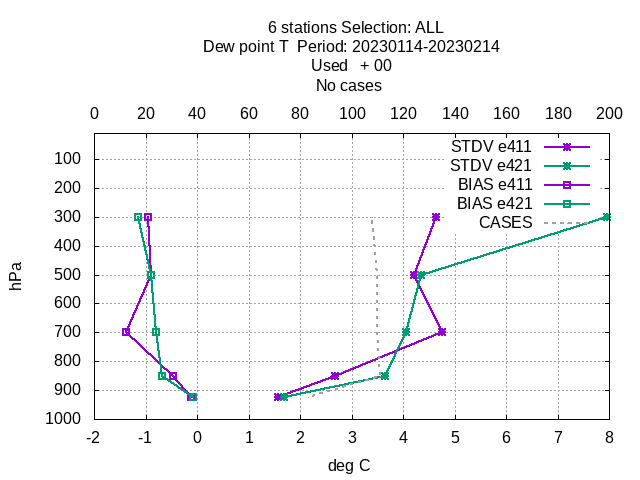 6 stations Selection: ALL
Dew point T  Period: 20230114-20230214
Used   + 00
No cases
0 20 40 60 80 100 120 140 160 180 200
STDV e411
STDV e421
BIAS e411
BIAS e421
CASES
100
200
300
400
500
600
700
800
900
1000
hPa
-2 -1 0 1 2 3 4 5 6 7 8
deg C